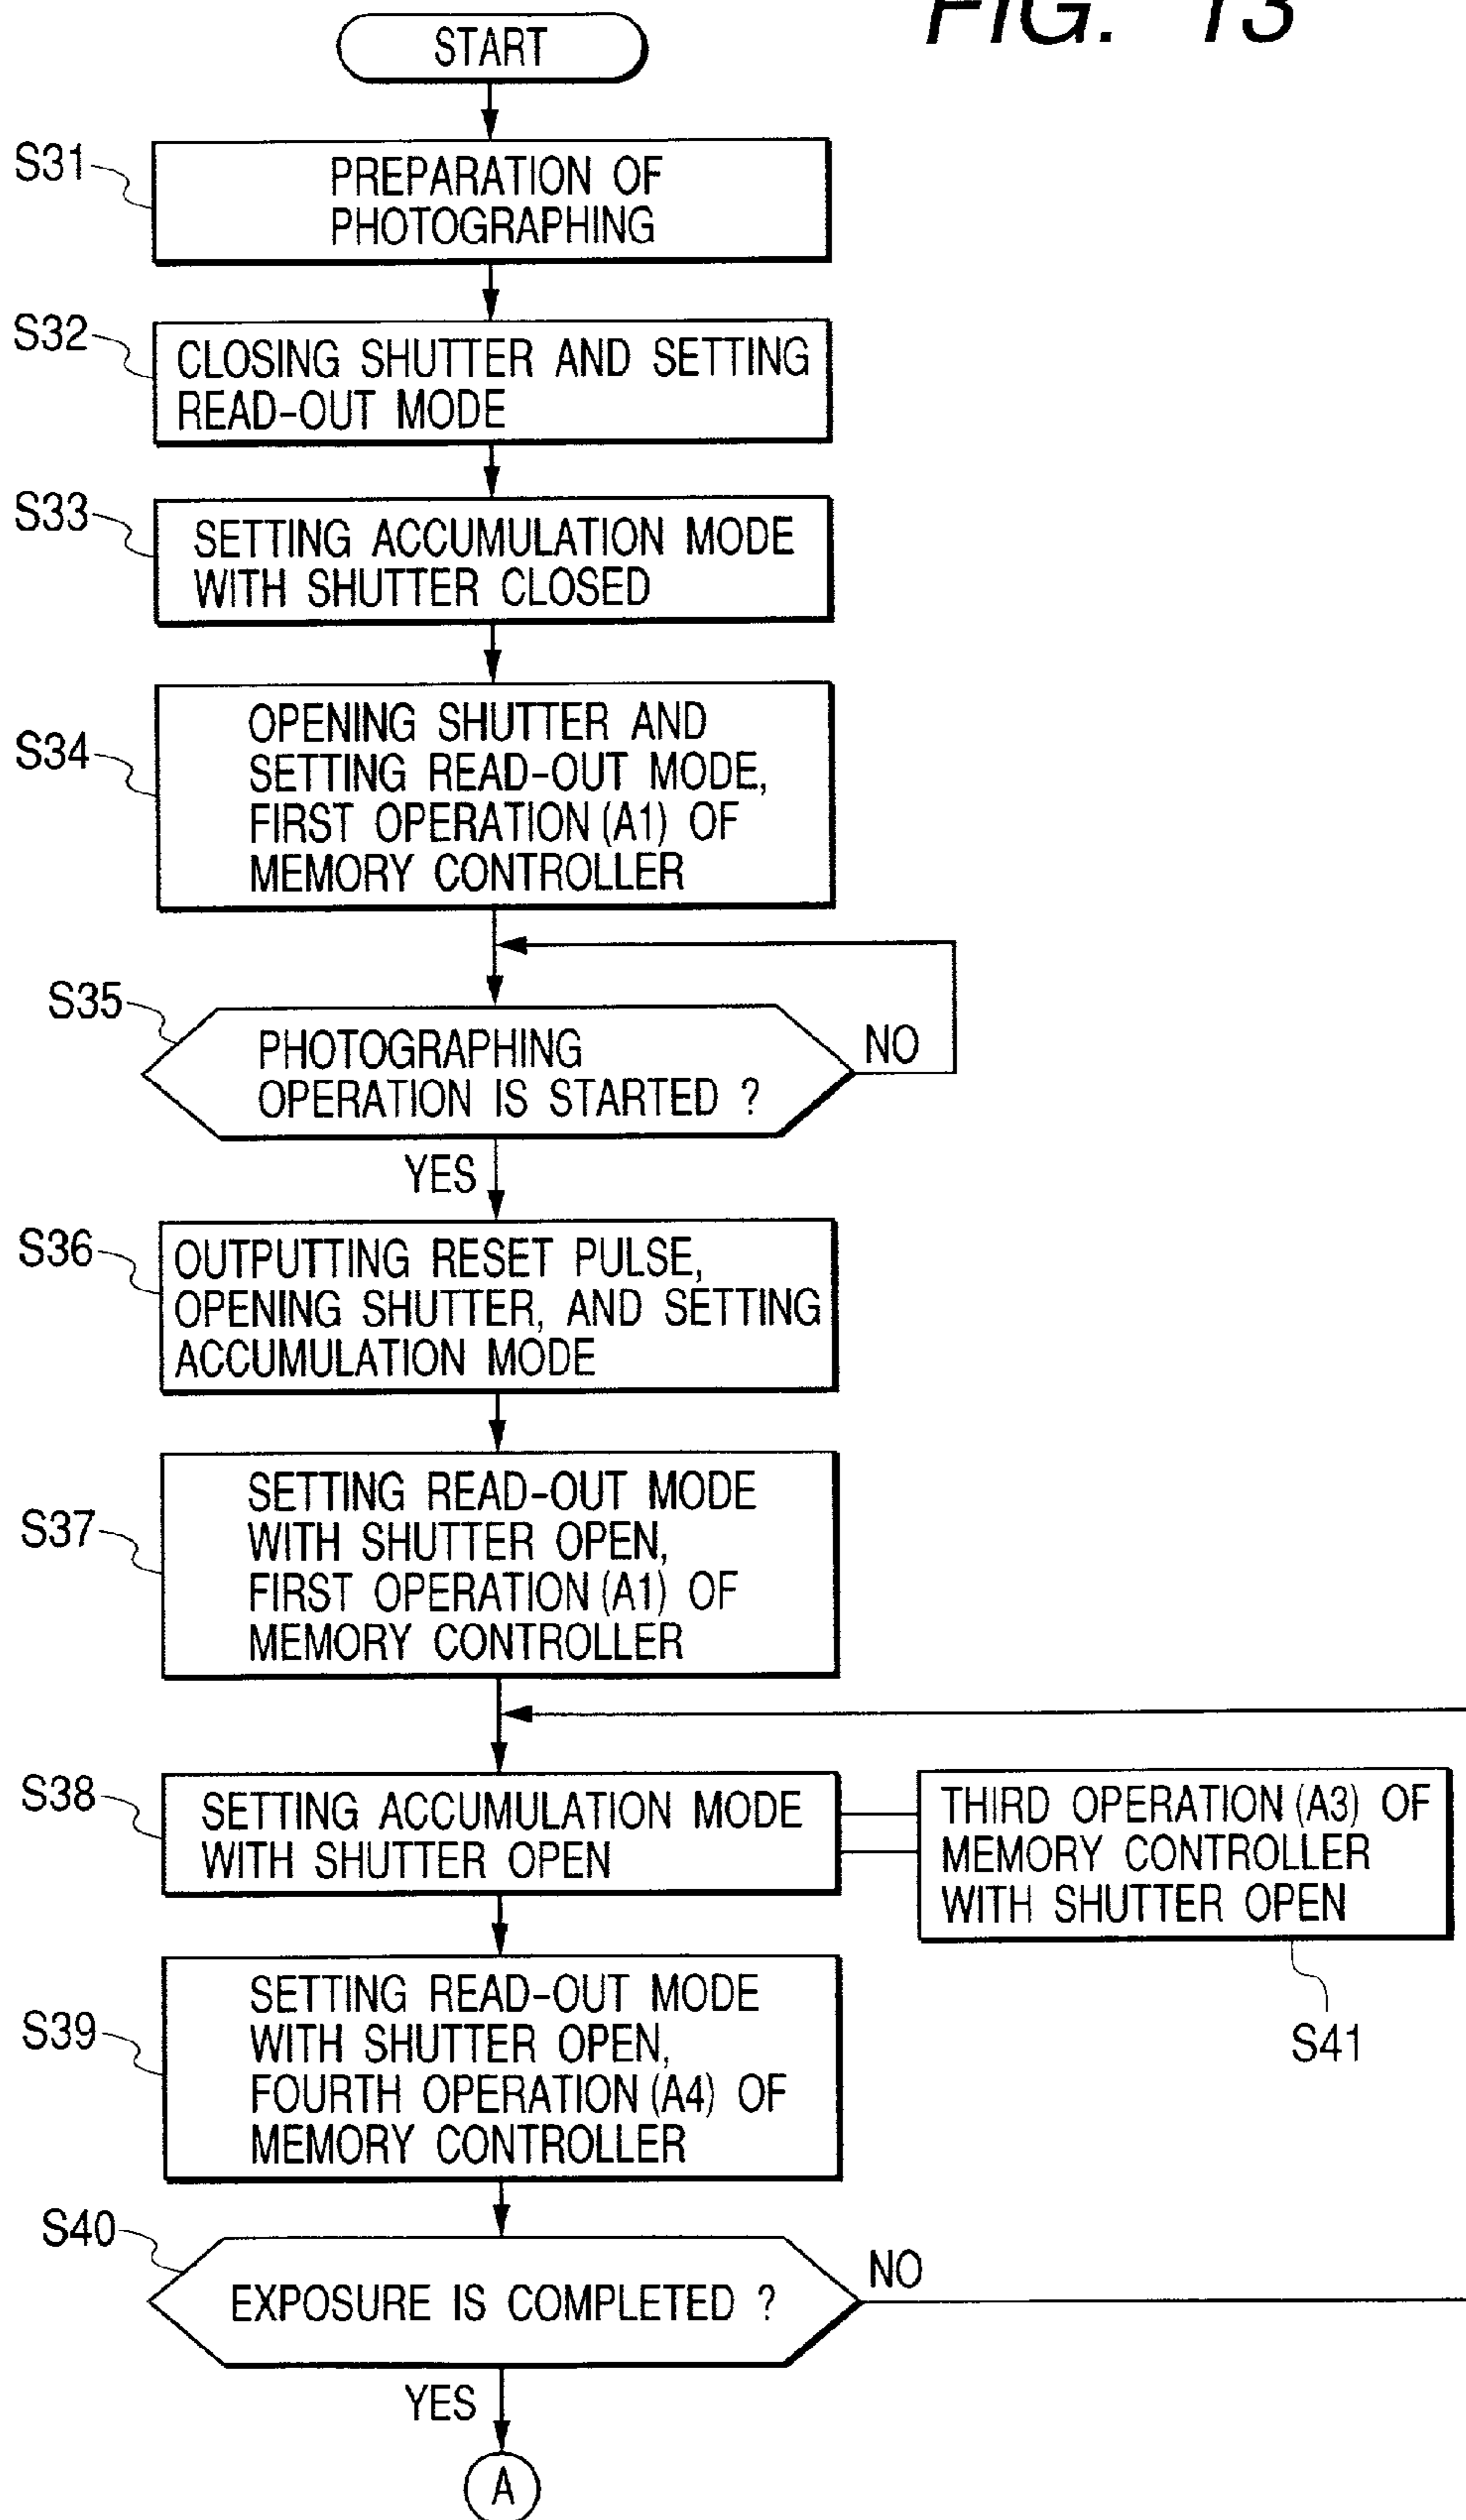 FIG. 13
START
S31
PREPARATION OF
PHOTOGRAPHING
S32
CLOSING SHUTTER AND SETTING
READ-OUT MODE
S33
SETTING ACCUMULATION MODE
WITH SHUTTER CLOSED
S34
OPENING SHUTTER AND
SETTING READ-OUT MODE,
FIRST OPERATION (A1) OF
MEMORY CONTROLLER
S35
PHOTOGRAPHING
OPERATION IS STARTED ?
NO
YES
S36
OUTPUTTING RESET PULSE,
OPENING SHUTTER, AND SETTING
ACCUMULATION MODE
S37
SETTING READ-OUT MODE
WITH SHUTTER OPEN,
FIRST OPERATION (A1) OF
MEMORY CONTROLLER
S38
SETTING ACCUMULATION MODE
WITH SHUTTER OPEN
THIRD OPERATION (A3) OF
MEMORY CONTROLLER
WITH SHUTTER OPEN
S41
S39
SETTING READ-OUT MODE
WITH SHUTTER OPEN,
FOURTH OPERATION (A4) OF
MEMORY CONTROLLER
S40
EXPOSURE IS COMPLETED ?
NO
YES
A